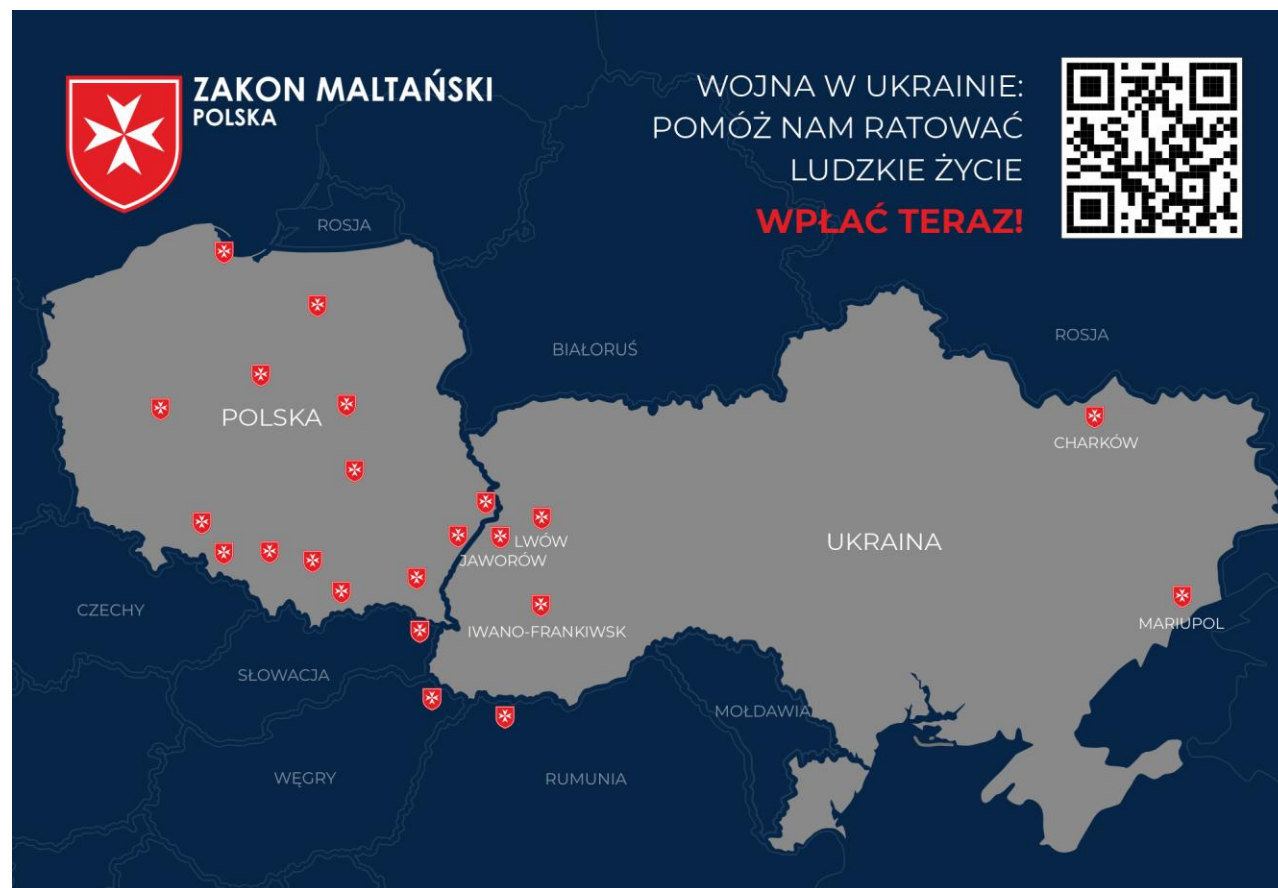 ZAKON MALTAŃSKI
POLSKA
WOJNA W UKRAINIE:
POMÓŻ NAM RATOWAĆ
LUDZKIE ŻYCIE
WPŁAĆ TERAZ!
ROSJA
BIAŁORUŚ
ROSJA
POLSKA
CHARKÓW
LWÓW
JAWORÓW
UKRAINA
CZECHY
IWANO-FRANKIWSK
MARIUPOL
SŁOWACJA
MOŁDAWIA
WĘGRY
RUMUNIA